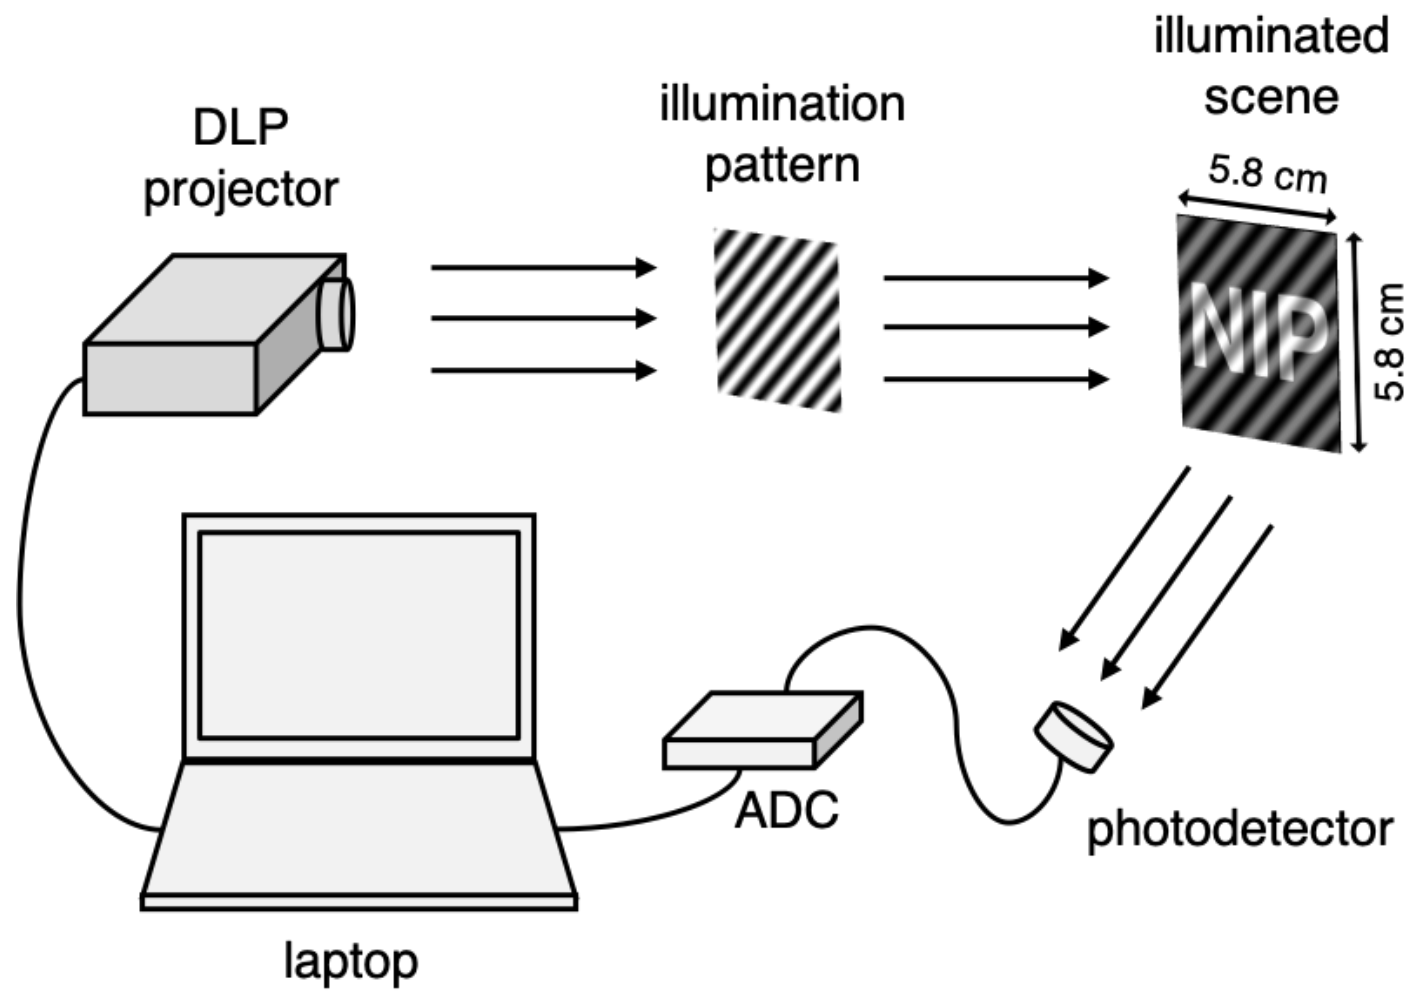 DLP
projector
illumination
pattern
illuminated
scene
5.8 cm
NIP
5.8 cm
ADC
photodetector
laptop